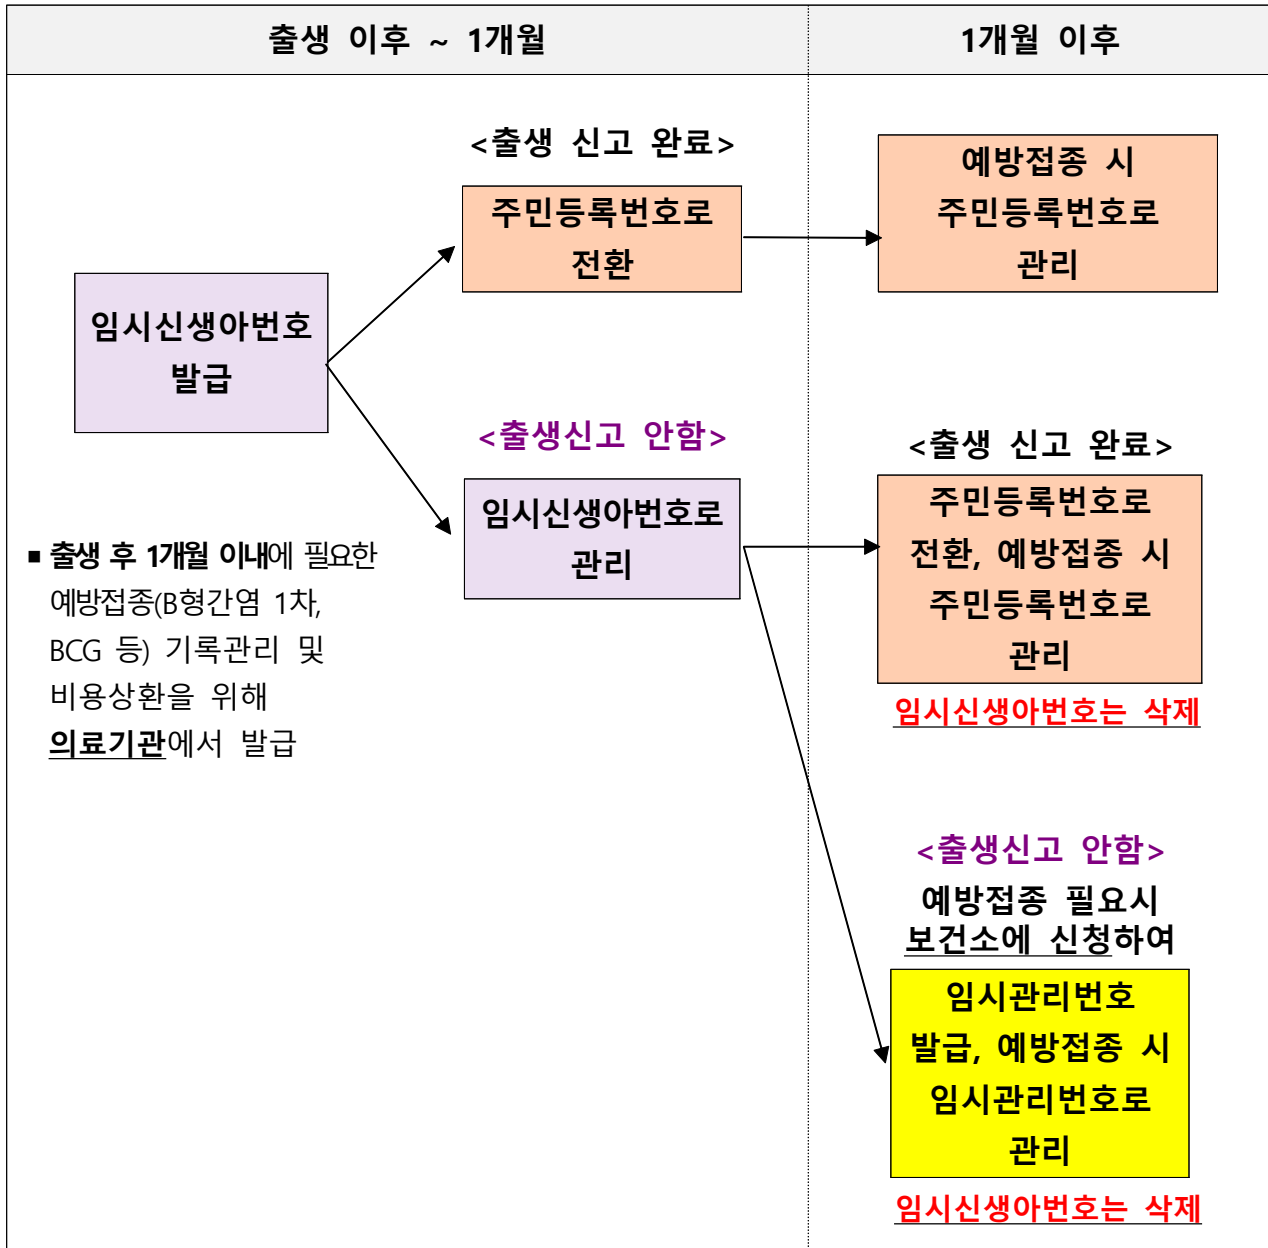 출생 이후 ~ 1개월
1개월 이후
<출생 신고 완료>
주민등록번호로
전환
예방접종 시
주민등록번호로
관리
임시신생아번호
발급
<출생신고 안함>
임시신생아번호로
관리
<출생 신고 완료>
주민등록번호로
전환, 예방접종 시
주민등록번호로
관리
임시신생아번호는 삭제
▪ 출생 후 1개월 이내에 필요한
예방접종(B형간염 1차,
BCG 등) 기록관리 및
비용상환을 위해
의료기관에서 발급
<출생신고 안함>
예방접종 필요시
보건소에 신청하여
임시관리번호
발급, 예방접종 시
임시관리번호로
관리
임시신생아번호는 삭제